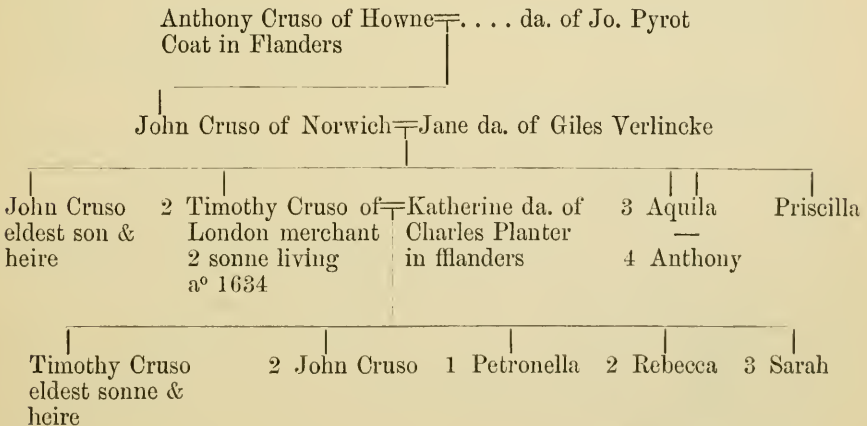 Anthony Cruso of Howne=. . . . da. of Jo. Pyrot
Coat in Flanders
John Cruso of Norwich=Jane da. of Giles Verlincke
John Cruso
eldest son &
heire
2 Timothy Cruso of=Katherine da. of
London merchant Charles Planter
2 sonne living in fflanders
aº 1634
3 Aquila
—
4 Anthony
Priscilla
Timothy Cruso
eldest sonne &
heire
2 John Cruso
1 Petronella
2 Rebecca
3 Sarah